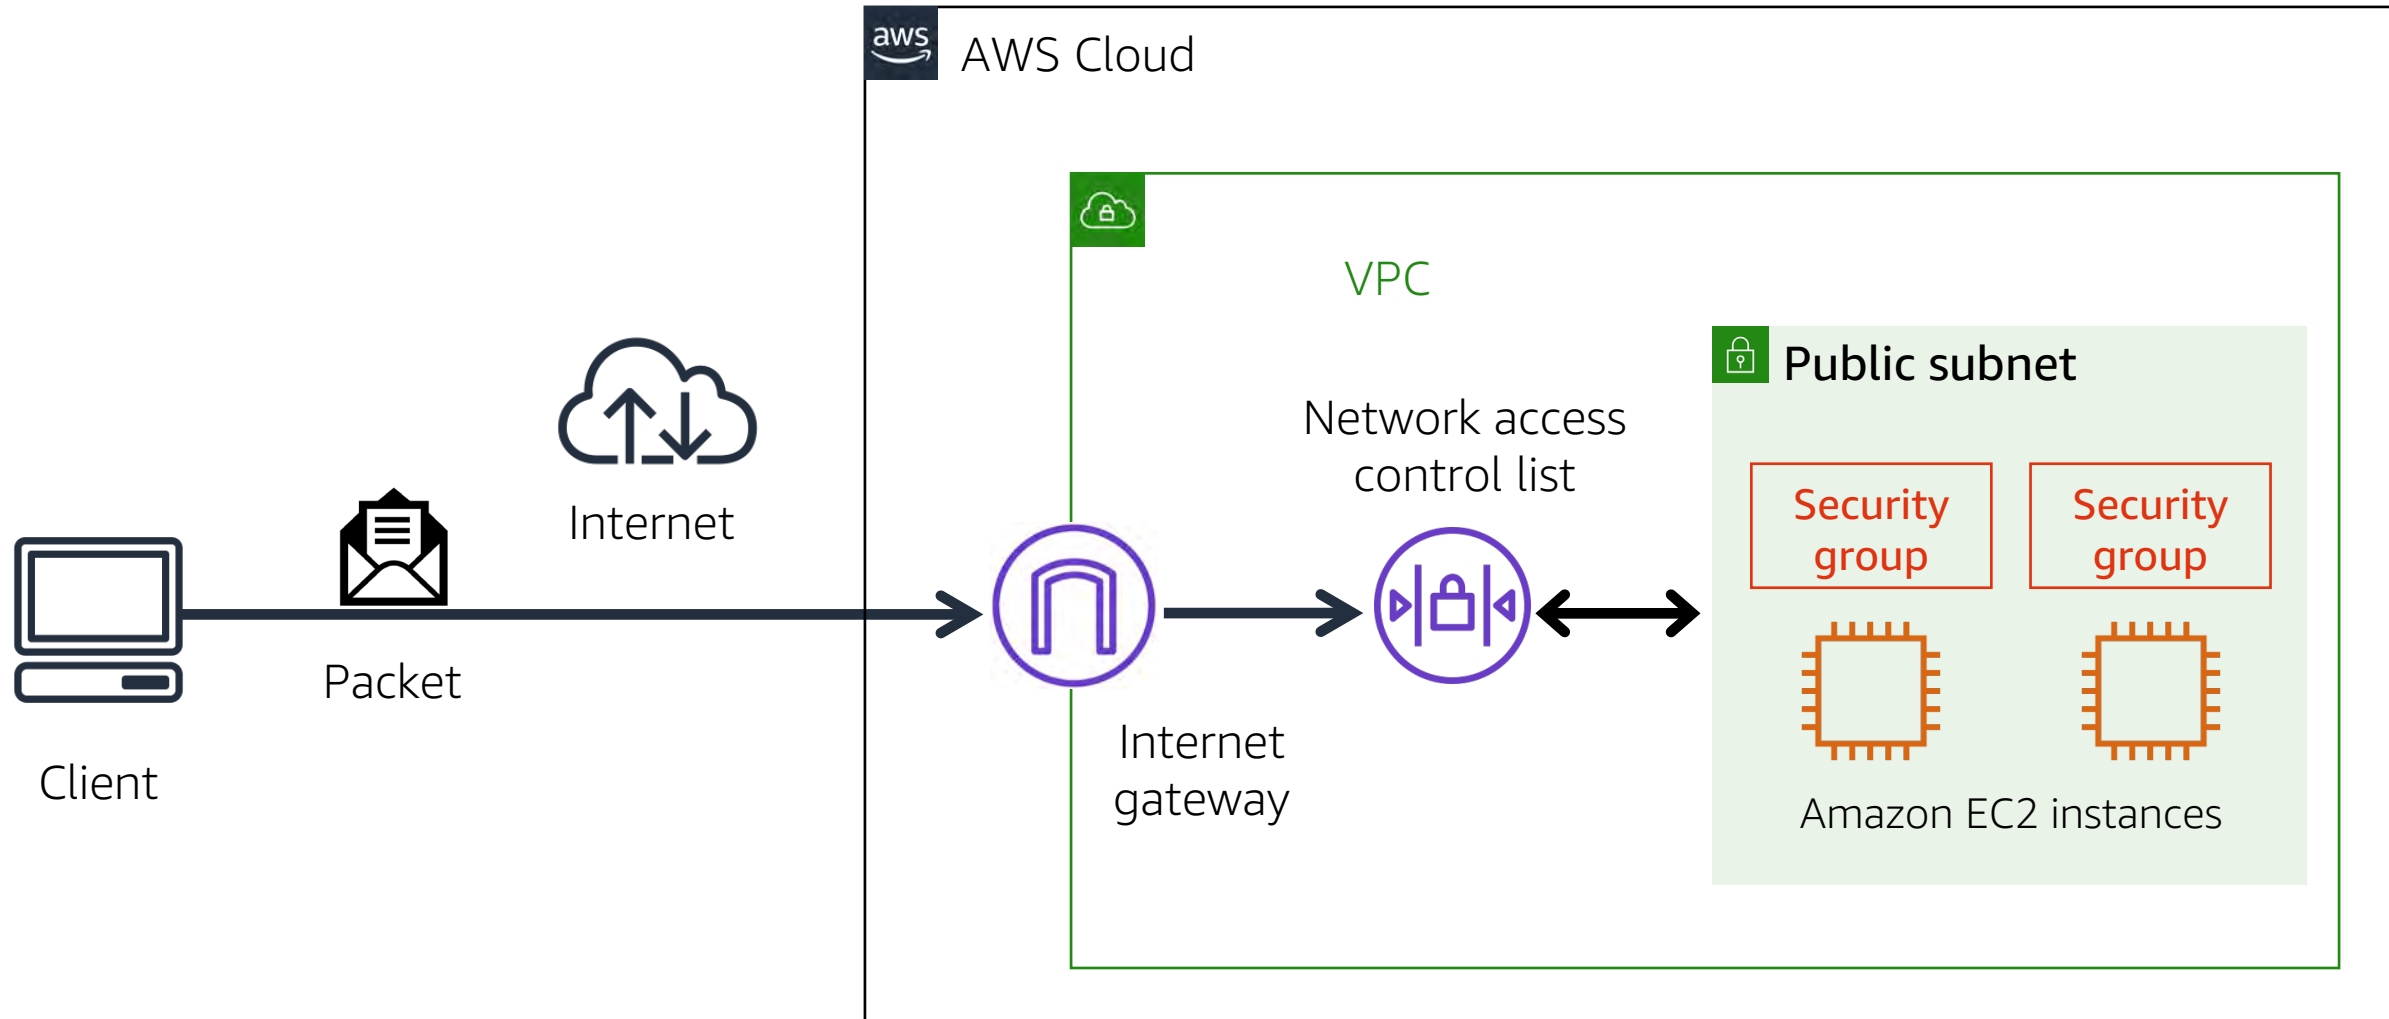 aws
AWS Cloud
VPC
Public subnet
Network access
control list
Security
group
Security
group
Internet
Packet
Internet
gateway
Client
Amazon EC2 instances